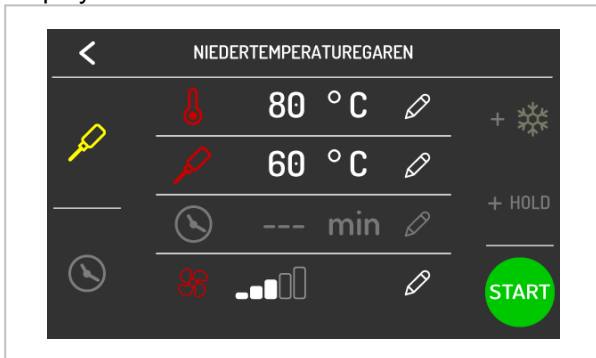 NIEDERTEMPERATUREGAREN
80 °C
60 °C
--- min
+
+ HOLD
START